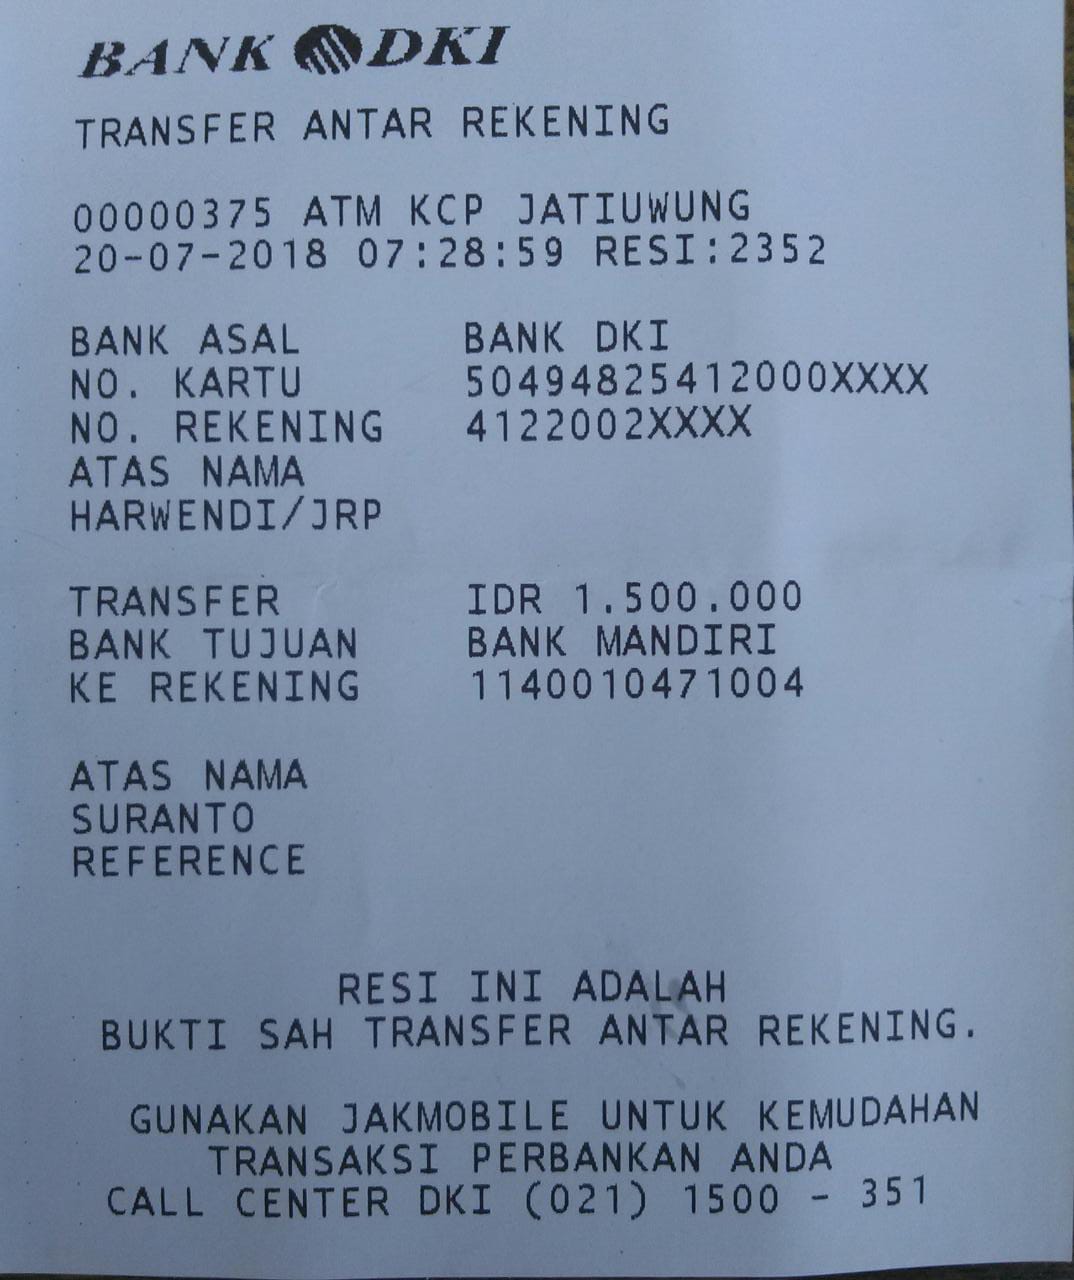 BANK DKI
TRANSFER ANTAR REKENING
00000375 ATM KCP JATIUWUNG
20-07-2018 07:28:59 RESI:2352
BANK ASAL BANK DKI
NO. KARTU 50494825412000XXXX
NO. REKENING 4122002XXXX
ATAS NAMA
HARWENDI/JRP
TRANSFER IDR 1.500.000
BANK TUJUAN BANK MANDIRI
KE REKENING 1140010471004
ATAS NAMA
SURANTO
REFERENCE
RESI INI ADALAH
BUKTI SAH TRANSFER ANTAR REKENING.
GUNAKAN JAKMOBILE UNTUK KEMUDAHAN
TRANSAKSI PERBANKAN ANDA
CALL CENTER DKI (021) 1500 - 351